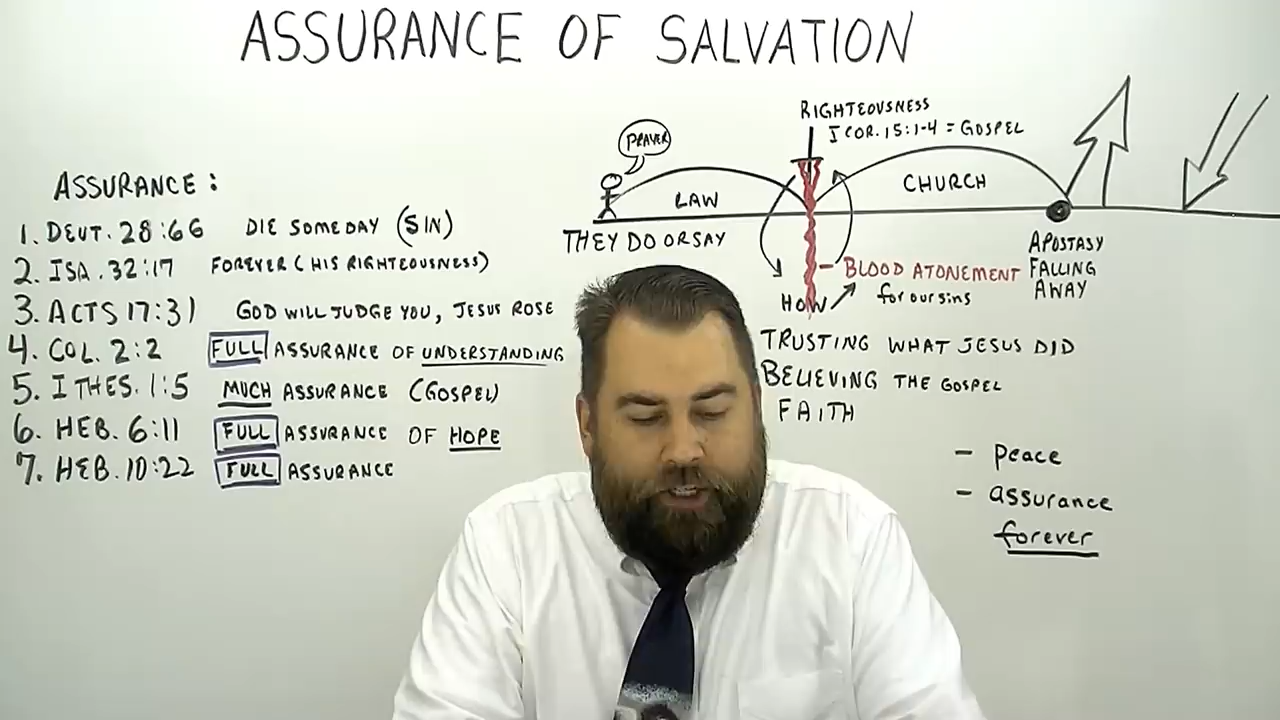 ASSURANCE OF SALVATION
ASSURANCE:
1. DEUT. 28:66 DIE SOMEDAY (SIN)
2. ISA. 32:17 FOREVER (HIS RIGHTEOUSNESS)
3. ACTS 17:31 GOD WILL JUDGE YOU, JESUS ROSE
4. COL. 2:2 FULL ASSURANCE OF UNDERSTANDING
5. I THES. 1:5 MUCH ASSURANCE (GOSPEL)
6. HEB. 6:11 FULL ASSURANCE OF HOPE
7. HEB. 10:22 FULL ASSURANCE
PRAYER
LAW
THEY DO OR SAY
RIGHTEOUSNESS
I COR. 15:1-4 = GOSPEL
CHURCH
BLOOD ATONEMENT
for our sins
HOW
APOSTASY
FALLING
AWAY
TRUSTING WHAT JESUS DID
BELIEVING THE GOSPEL
FAITH
- peace
- assurance
forever